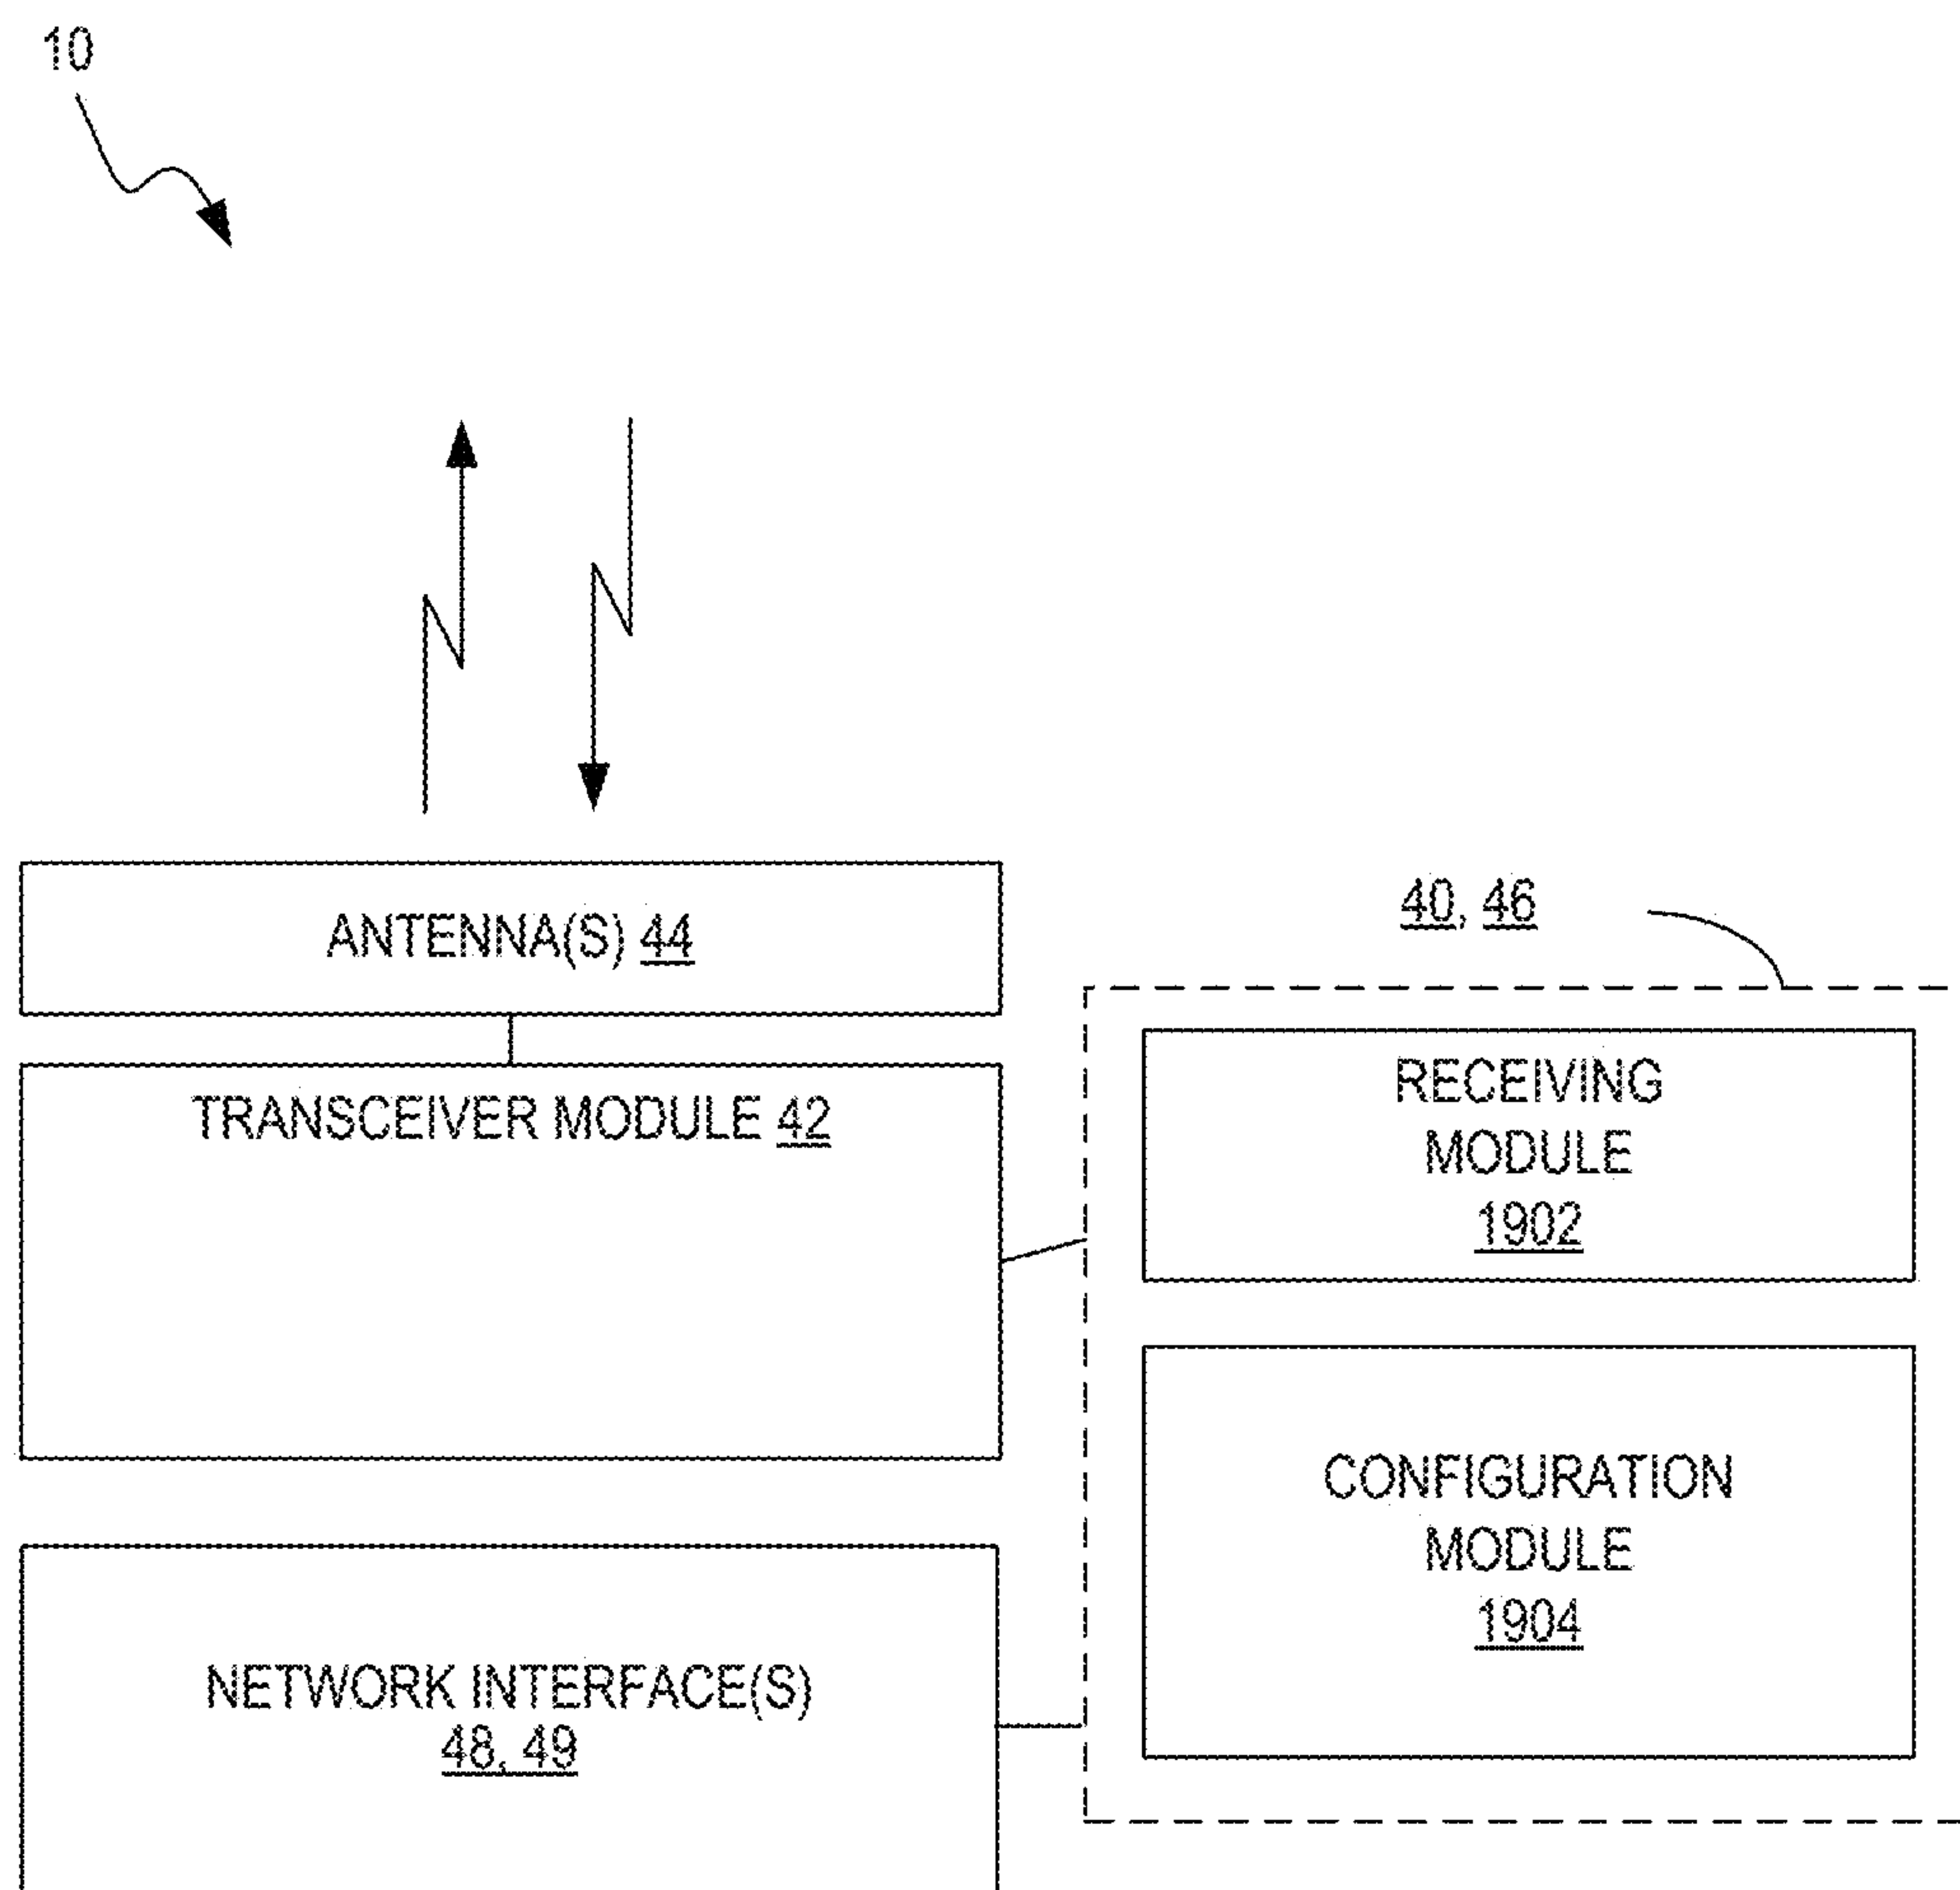 10
ANTENNA(S) 44
40, 46
TRANSCEIVER MODULE 42
RECEIVING
MODULE
1902
CONFIGURATION
MODULE
1904
NETWORK INTERFACE(S)
48, 49